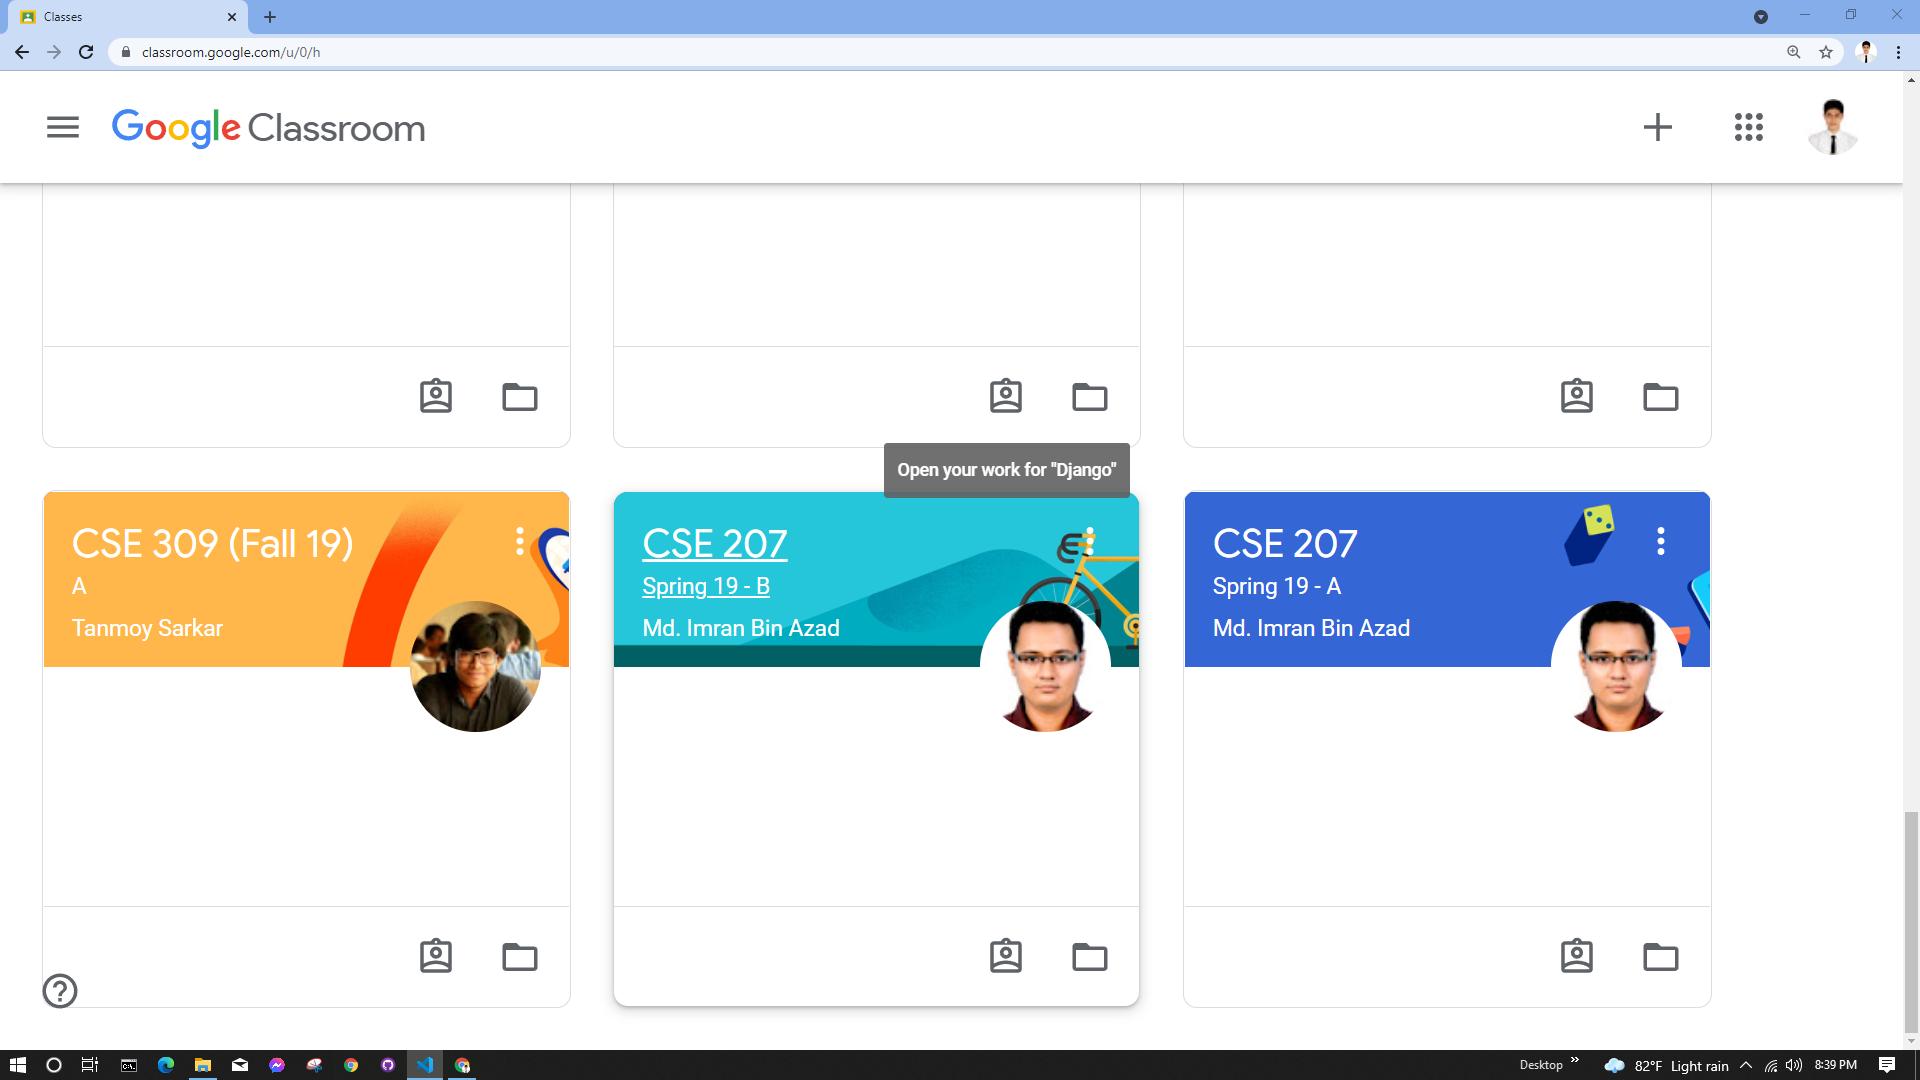 Classes
classroom.google.com/u/0/h
Google Classroom
Open your work for "Django"
CSE 309 (Fall 19)
A
Tanmoy Sarkar
CSE 207
Spring 19 - B
Md. Imran Bin Azad
CSE 207
Spring 19 - A
Md. Imran Bin Azad
Desktop
82°F Light rain
8:39 PM